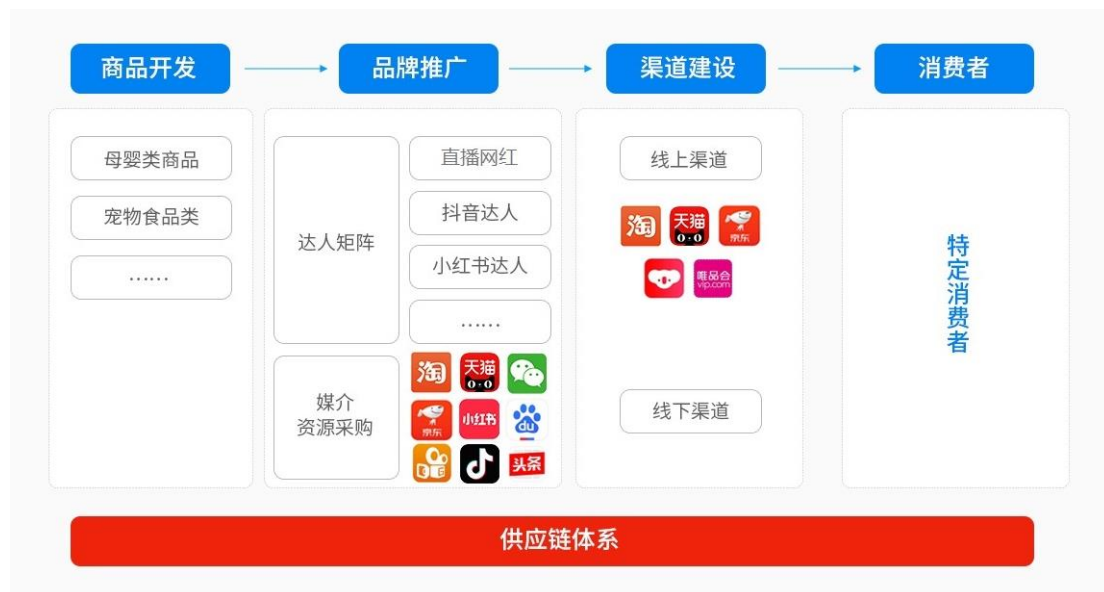 商品开发
品牌推广
渠道建设
消费者
母婴类商品
宠物食品类
……
达人矩阵
直播网红
抖音达人
小红书达人
……
媒介
资源采购
淘
天猫
京东
小红书
du
头条
线上渠道
淘
天猫
京东
唯品会
vip.com
线下渠道
特定消费者
供应链体系